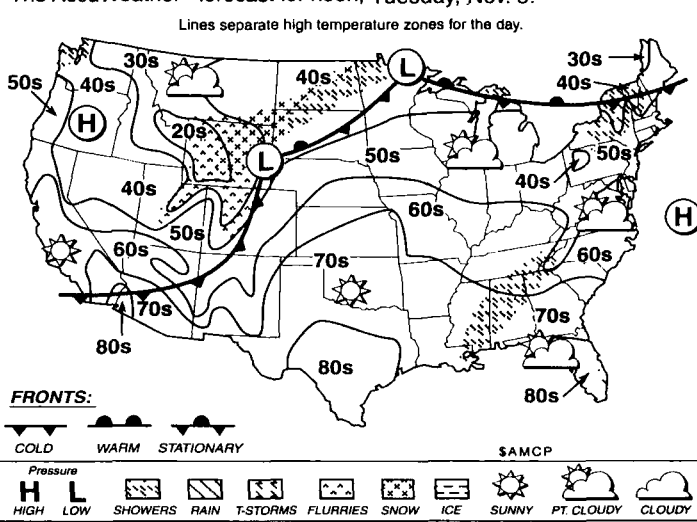 Lines separate high temperature zones for the day.
30s
30s
50s
40s
40s
40s
L
H
20s
L
50s
50s
40s
40s
60s
H
50s
60s
60s
70s
70s
70s
80s
80s
80s
FRONTS:
COLD WARM STATIONARY
$AMCP
Pressure
H L
HIGH LOW SHOWERS RAIN T-STORMS FLURRIES SNOW ICE SUNNY PT. CLOUDY CLOUDY